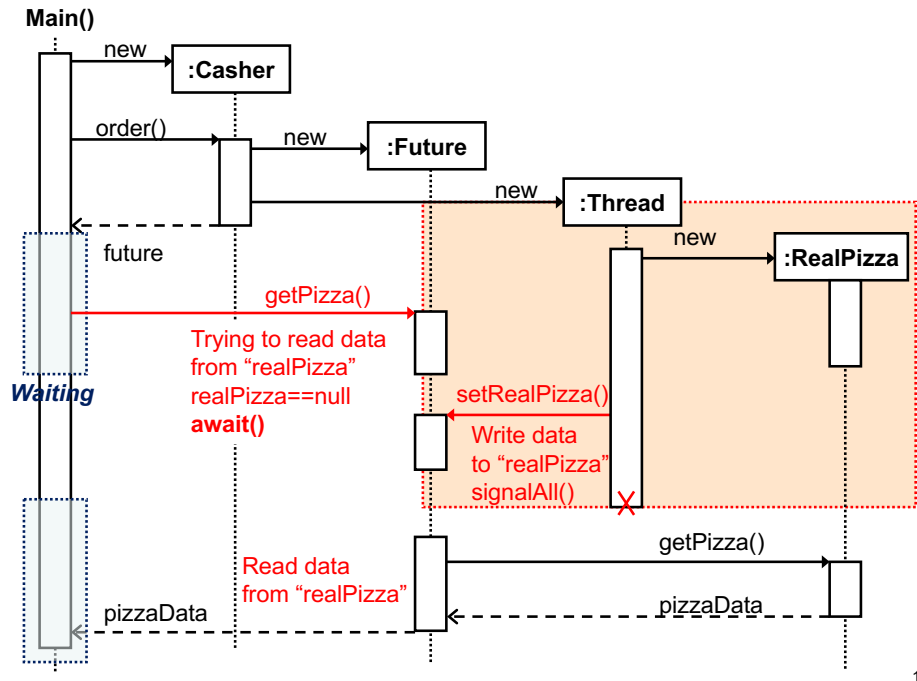 Main()
new
:Casher
order()
new
:Future
new
:Thread
future
new
:RealPizza
getPizza()
Trying to read data
from “realPizza”
realPizza==null
await()
Waiting
setRealPizza()
Write data
to “realPizza”
signalAll()
getPizza()
Read data
from “realPizza”
pizzaData
pizzaData
1